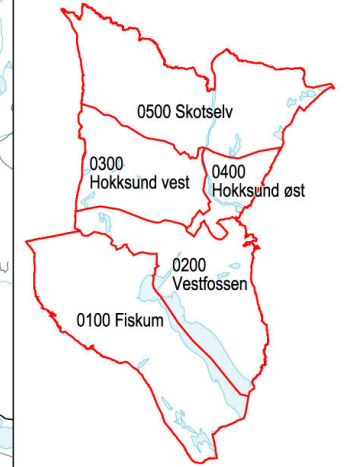 0500 Skotselv
0300
Hokksund vest
0400
Hokksund øst
0200
Vestfossen
0100 Fiskum